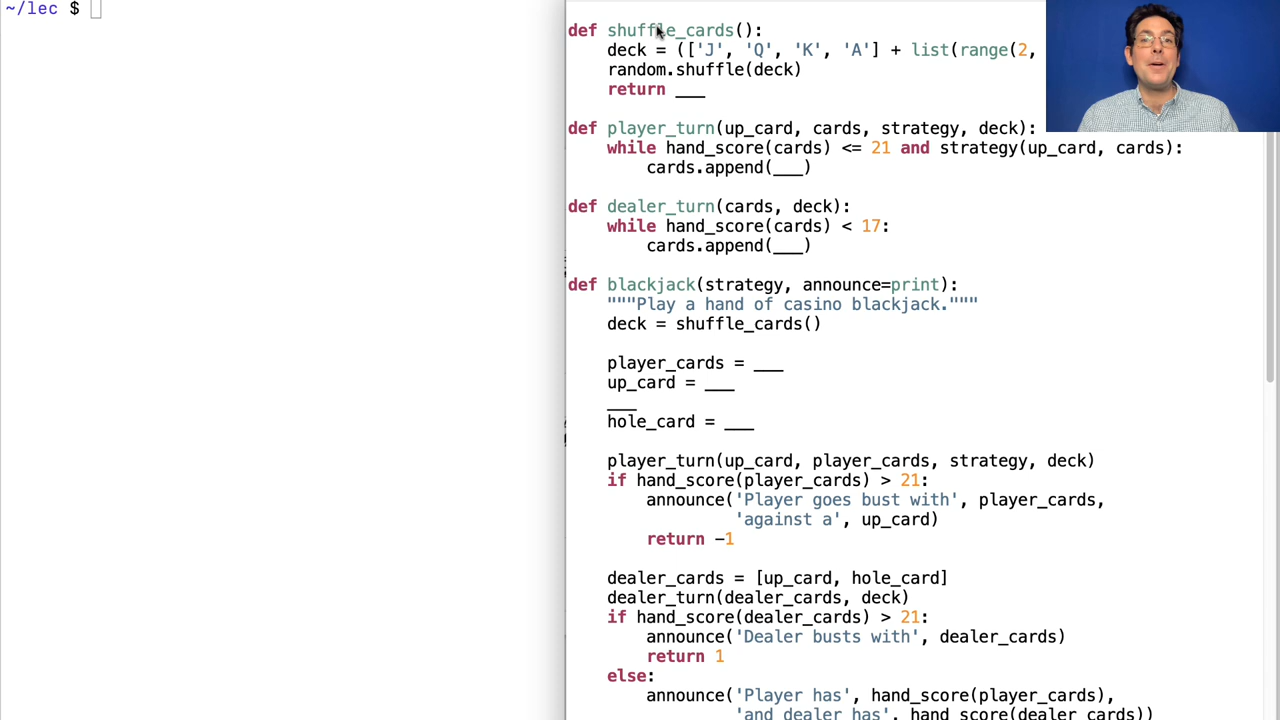 ~/lec $
def shuffle_cards():
    deck = (['J', 'Q', 'K', 'A'] + list(range(2,
    random.shuffle(deck)
    return ___
def player_turn(up_card, cards, strategy, deck):
    while hand_score(cards) <= 21 and strategy(up_card, cards):
        cards.append(___)
def dealer_turn(cards, deck):
    while hand_score(cards) < 17:
        cards.append(___)
def blackjack(strategy, announce=print):
    """Play a hand of casino blackjack."""
    deck = shuffle_cards()
    player_cards = ___
    up_card = ___
    ___
    hole_card = ___
    player_turn(up_card, player_cards, strategy, deck)
    if hand_score(player_cards) > 21:
        announce('Player goes bust with', player_cards,
                 'against a', up_card)
        return -1
    dealer_cards = [up_card, hole_card]
    dealer_turn(dealer_cards, deck)
    if hand_score(dealer_cards) > 21:
        announce('Dealer busts with', dealer_cards)
        return 1
    else:
        announce('Player has', hand_score(player_cards),
                 'and dealer has', hand_score(dealer_cards))